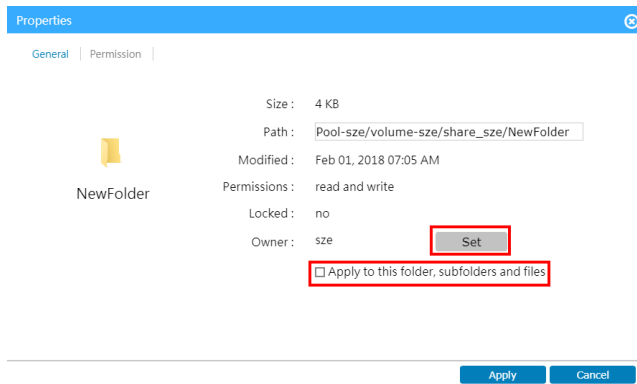 Properties
General Permission
Size : 4 KB
Path : Pool-sze/volume-sze/share_sze/NewFolder
Modified : Feb 01, 2018 07:05 AM
NewFolder
Permissions : read and write
Locked : no
Owner : sze Set
Apply to this folder, subfolders and files
Apply Cancel